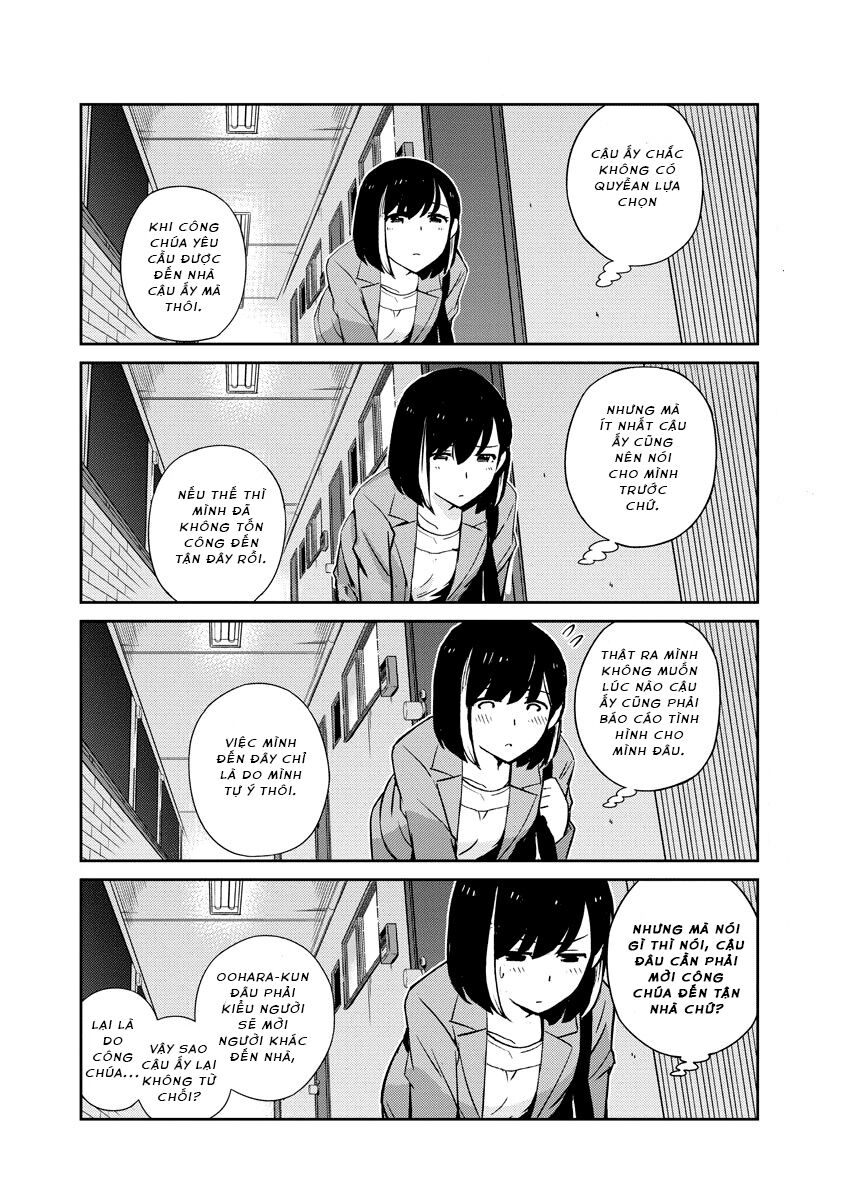 CẬU ẤY CHẮC
KHÔNG CÓ
QUYỀAN LỰA
CHỌN
KHI CÔNG
CHÚA YÊU
CẦU ĐƯỢC
ĐẾN NHÀ
CẬU ẤY MÀ
THÔI.
NHƯNG MÀ
ÍT NHẤT CẬU
ẤY CŨNG
NÊN NÓI
CHO MÌNH
TRƯỚC
CHỨ.
NẾU THẾ THÌ
MÌNH ĐÃ
KHÔNG TỐN
CÔNG ĐẾN
TẬN ĐÂY RỒI.
THẬT RA MÌNH
KHÔNG MUỐN
LÚC NÀO CẬU
ẤY CŨNG PHẢI
BÁO CÁO TÌNH
HÌNH CHO
MÌNH ĐÂU.
VIỆC MÌNH
ĐẾN ĐÂY CHỈ
LÀ DO MÌNH
TỰ Ý THÔI.
NHƯNG MÀ NÓI
GÌ THÌ NÓI, CẬU
ĐÂU CẦN PHẢI
MỜI CÔNG
CHÚA ĐẾN TẬN
NHÀ CHỨ?
OOHARA-KUN
ĐÂU PHẢI
KIỂU NGƯỜI
SẼ MỜI
NGƯỜI KHÁC
ĐẾN NHÀ,
VẬY SAO
CẬU ẤY LẠI
KHÔNG TỪ
CHỐI?
LẠI LÀ
DO
CÔNG
CHÚA...